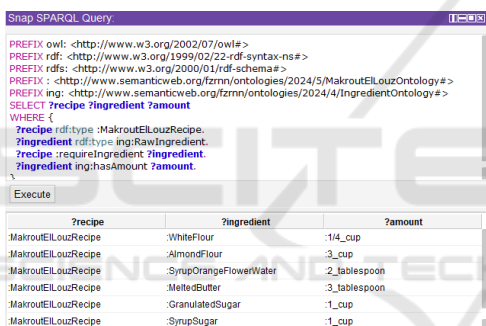 Snap SPARQL Query:
PREFIX owl: <http://www.w3.org/2002/07/owl#>
PREFIX rdf: <http://www.w3.org/1999/02/22-rdf-syntax-ns#>
PREFIX rdfs: <http://www.w3.org/2000/01/rdf-schema#>
PREFIX : <http://www.semanticweb.org/fzrnn/ontologies/2024/5/MakroutElLouzOntology#>
PREFIX ing: <http://www.semanticweb.org/fzrnn/ontologies/2024/4/IngredientOntology#>
SELECT ?recipe ?ingredient ?amount
WHERE {
?recipe rdf:type :MakroutElLouzRecipe.
?ingredient rdf:type ing:RawIngredient.
?recipe :requireIngredient ?ingredient.
?ingredient ing:hasAmount ?amount.
}
Execute
?recipe ?ingredient ?amount
:MakroutElLouzRecipe :WhiteFlour :1/4_cup
:MakroutElLouzRecipe :AlmondFlour :3_cup
:MakroutElLouzRecipe :SyrupOrangeFlowerWater :2_tablespoon
:MakroutElLouzRecipe :MeltedButter :3_tablespoon
:MakroutElLouzRecipe :GranulatedSugar :1_cup
:MakroutElLouzRecipe :SyrupSugar :1_cup